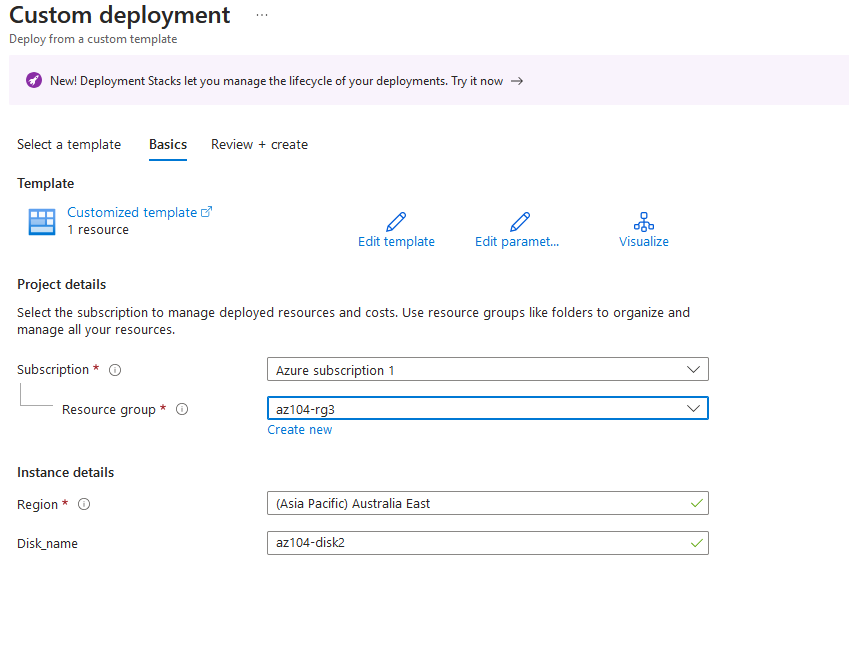 Custom deployment ...
Deploy from a custom template
New! Deployment Stacks let you manage the lifecycle of your deployments. Try it now →
Select a template Basics Review + create
Template
Customized template
1 resource
Edit template Edit paramet... Visualize
Project details
Select the subscription to manage deployed resources and costs. Use resource groups like folders to organize and
manage all your resources.
Subscription * Azure subscription 1
Resource group * az104-rg3
Create new
Instance details
Region * (Asia Pacific) Australia East
Disk_name az104-disk2